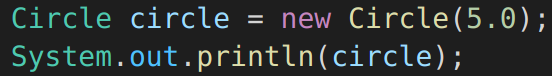 Circle circle = new Circle(5.0);
System.out.println(circle);